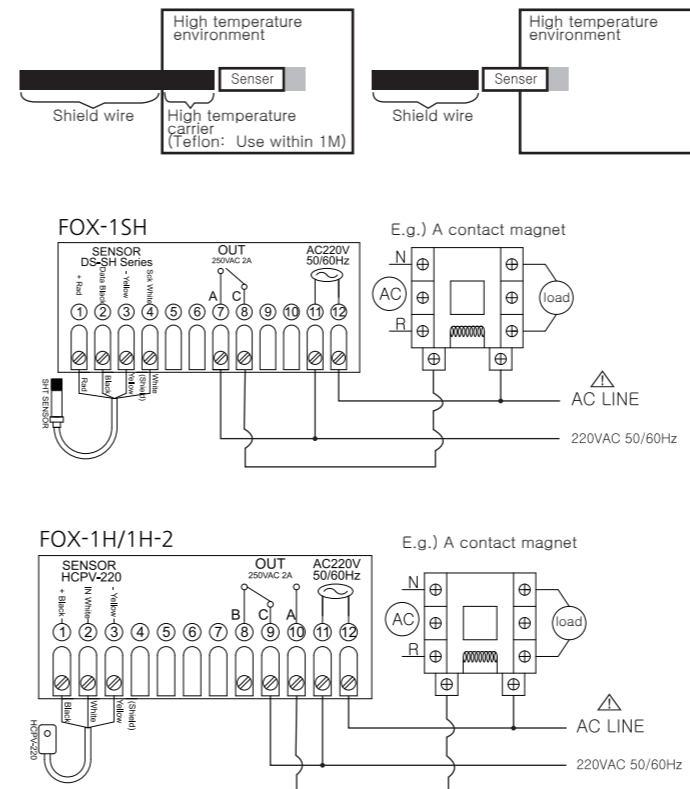 High temperature
environment
Senser
Shield wire
High temperature
carrier
(Teflon: Use within 1M)
High temperature
environment
Senser
Shield wire
FOX-1SH
SENSOR
DS-SH Series
OUT
250VAC 2A
AC220V
50/60Hz
+ Rad
Data Black
- Yellow
Sck White
A
C
1 2 3 4 5 6 7 8 9 10 11 12
Rad
Black
Yellow
(Shield)
White
SHT SENSOR
E.g.) A contact magnet
N
AC
R
load
AC LINE
220VAC 50/60Hz
FOX-1H/1H-2
SENSOR
HCPV-220
OUT
250VAC 2A
AC220V
50/60Hz
+ Black
IN White
- Yellow
B
C
A
1 2 3 4 5 6 7 8 9 10 11 12
Black
White
Yellow
(Shield)
HCPV-220
E.g.) A contact magnet
N
AC
R
load
AC LINE
220VAC 50/60Hz